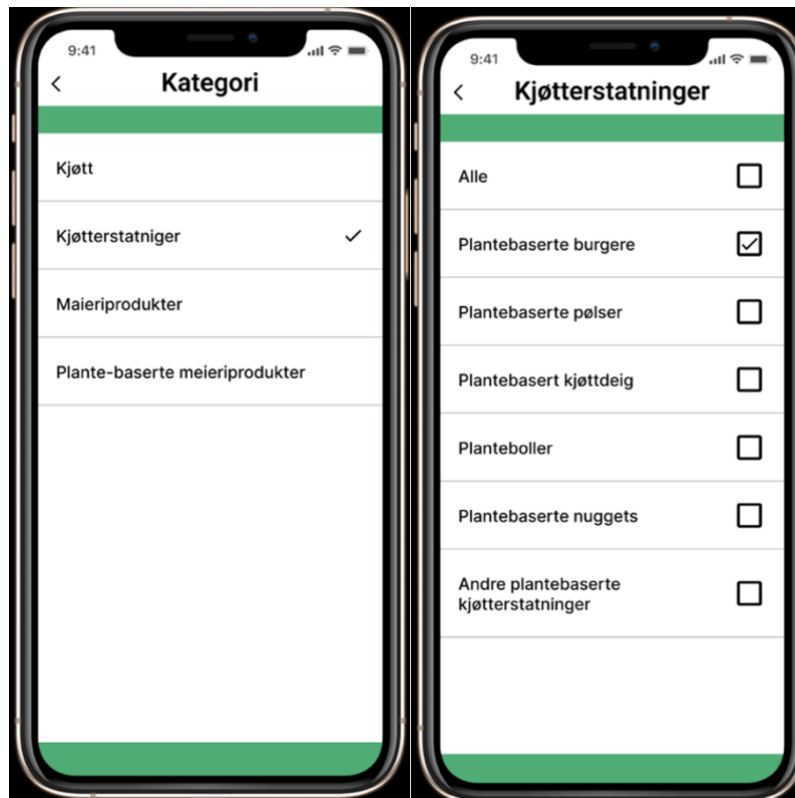 9:41
Kategori
Kjøtt
Kjøtterstatniger
Maieriprodukter
Plante-baserte meieriprodukter
9:41
Kjøtterstatninger
Alle
Plantebaserte burgere
Plantebaserte pølser
Plantebasert kjøttdeig
Planteboller
Plantebaserte nuggets
Andre plantebaserte
kjøtterstatninger